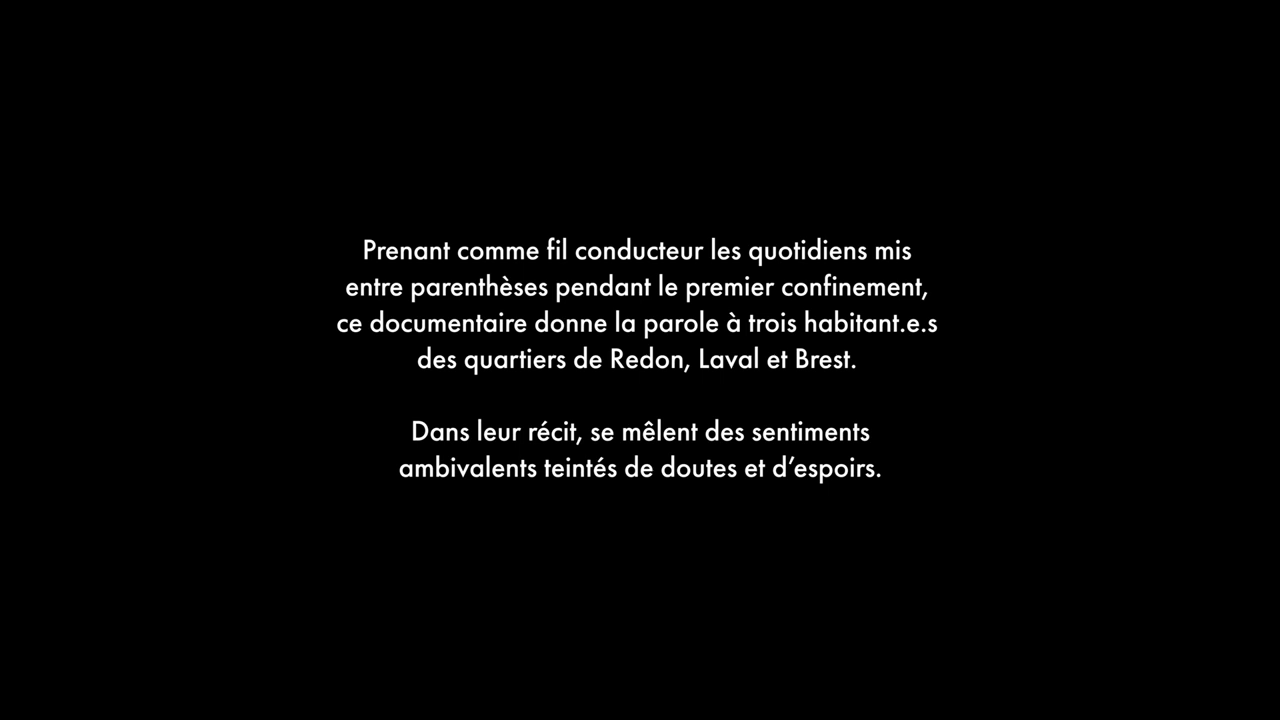 Prenant comme fil conducteur les quotidiens mis
entre parenthèses pendant le premier confinement,
ce documentaire donne la parole à trois habitant.e.s
des quartiers de Redon, Laval et Brest.
Dans leur récit, se mêlent des sentiments
ambivalents teintés de doutes et d’espoirs.